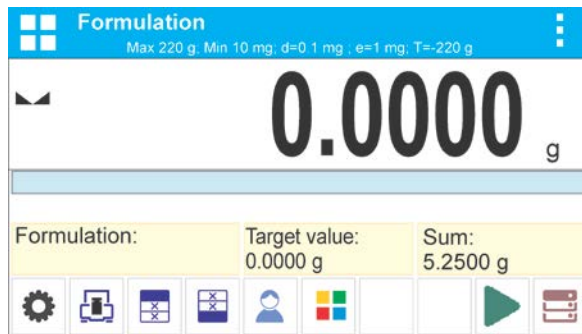 Formulation
Max 220 g; Min 10 mg; d=0.1 mg ; e=1 mg; T=-220 g
0.0000 g
Formulation:
Target value:
0.0000 g
Sum:
5.2500 g